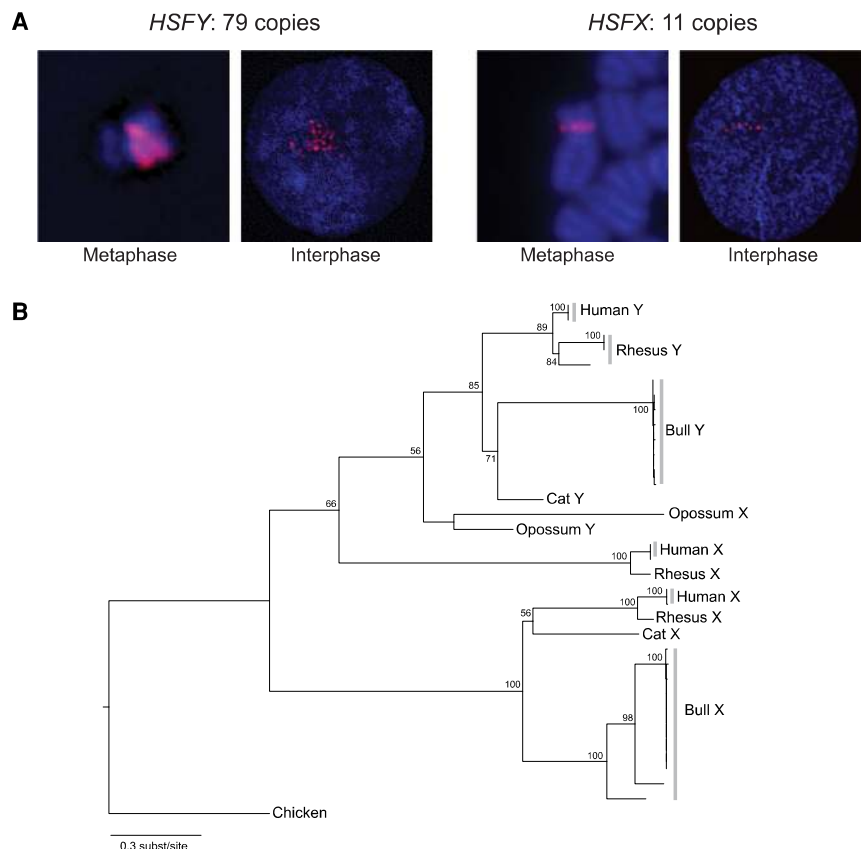 A
HSFY: 79 copies
HSFX: 11 copies
Metaphase
Interphase
Metaphase
Interphase
B
100
Human Y
89
100
Rhesus Y
84
85
100
Bull Y
71
56
Cat Y
66
Opossum X
Opossum Y
100
Human X
Rhesus X
100
Human X
100
Rhesus X
56
Cat X
100
100
Bull X
98
100
Chicken
0.3 subst/site